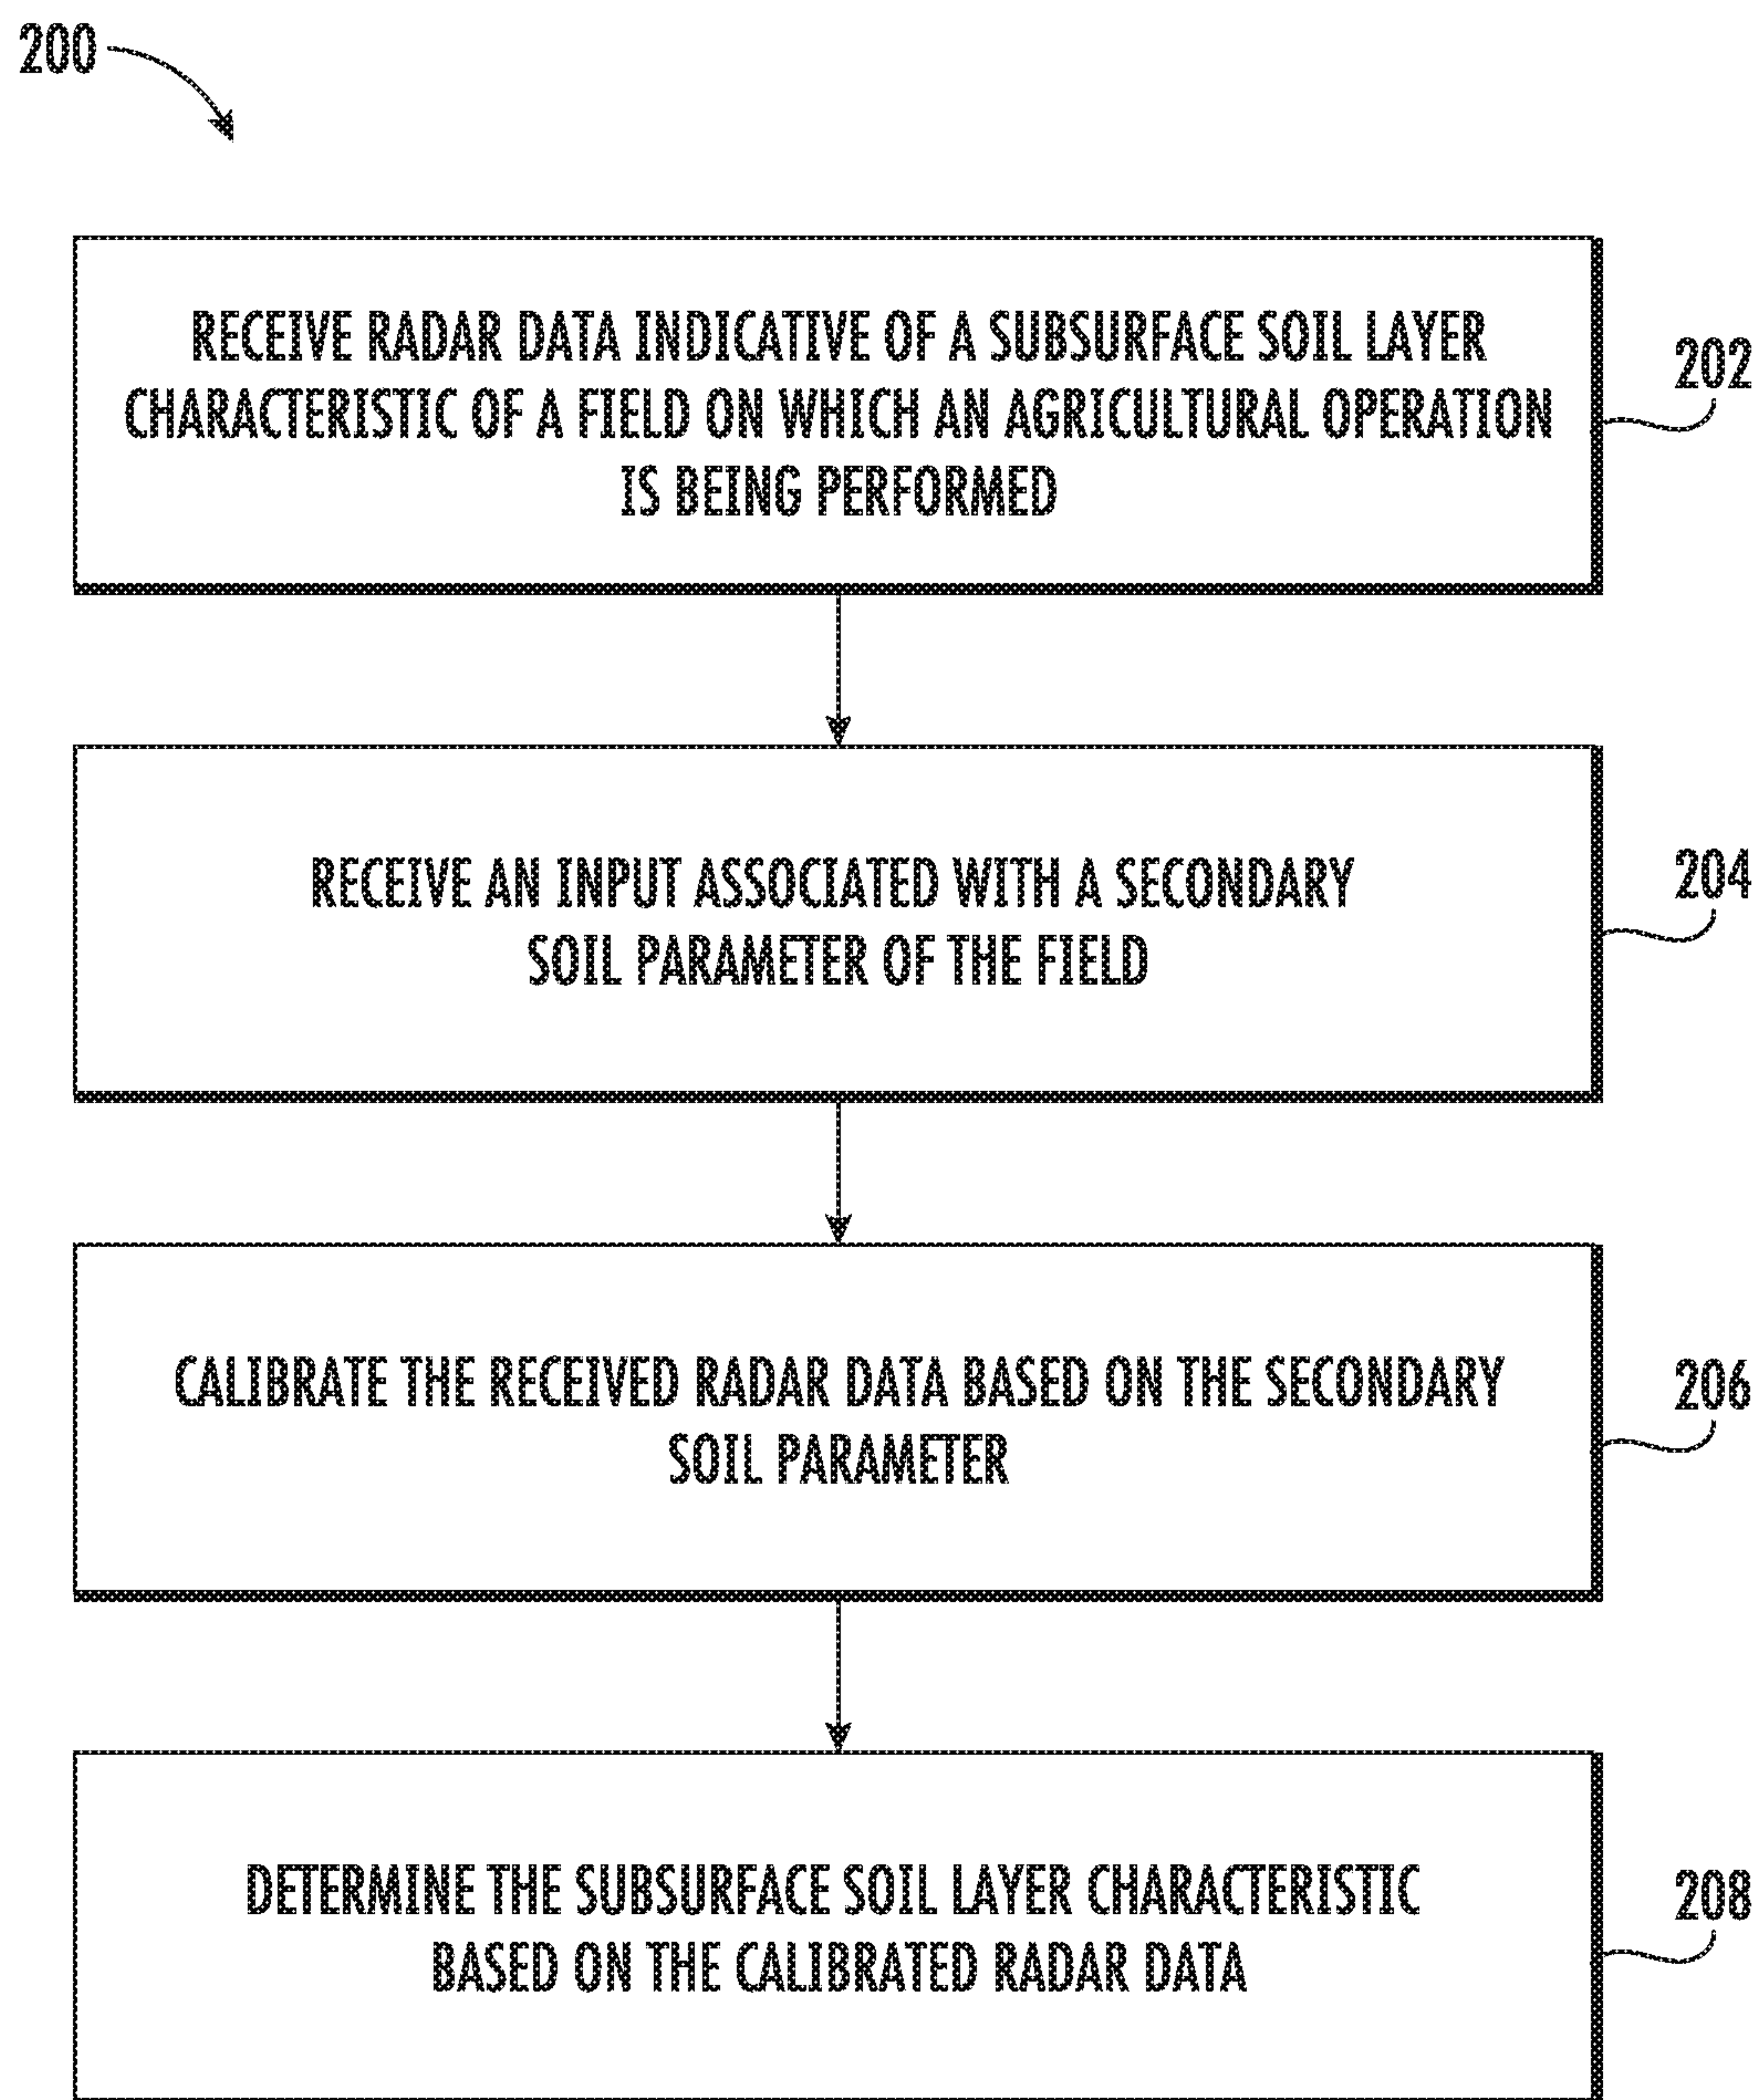 200
RECEIVE RADAR DATA INDICATIVE OF A SUBSURFACE SOIL LAYER
CHARACTERISTIC OF A FIELD ON WHICH AN AGRICULTURAL OPERATION
IS BEING PERFORMED
202
RECEIVE AN INPUT ASSOCIATED WITH A SECONDARY
SOIL PARAMETER OF THE FIELD
204
CALIBRATE THE RECEIVED RADAR DATA BASED ON THE SECONDARY
SOIL PARAMETER
206
DETERMINE THE SUBSURFACE SOIL LAYER CHARACTERISTIC
BASED ON THE CALIBRATED RADAR DATA
208